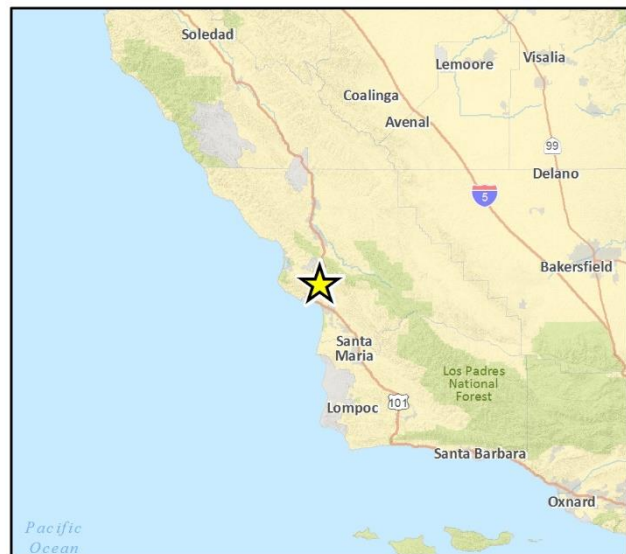 Soledad
Lemoore
Visalia
Coalinga
Avenal
99
Delano
5
Bakersfield
Santa
Maria
Los Padres
National
Forest
101
Lompoc
Santa Barbara
Oxnard
Pacific
Ocean